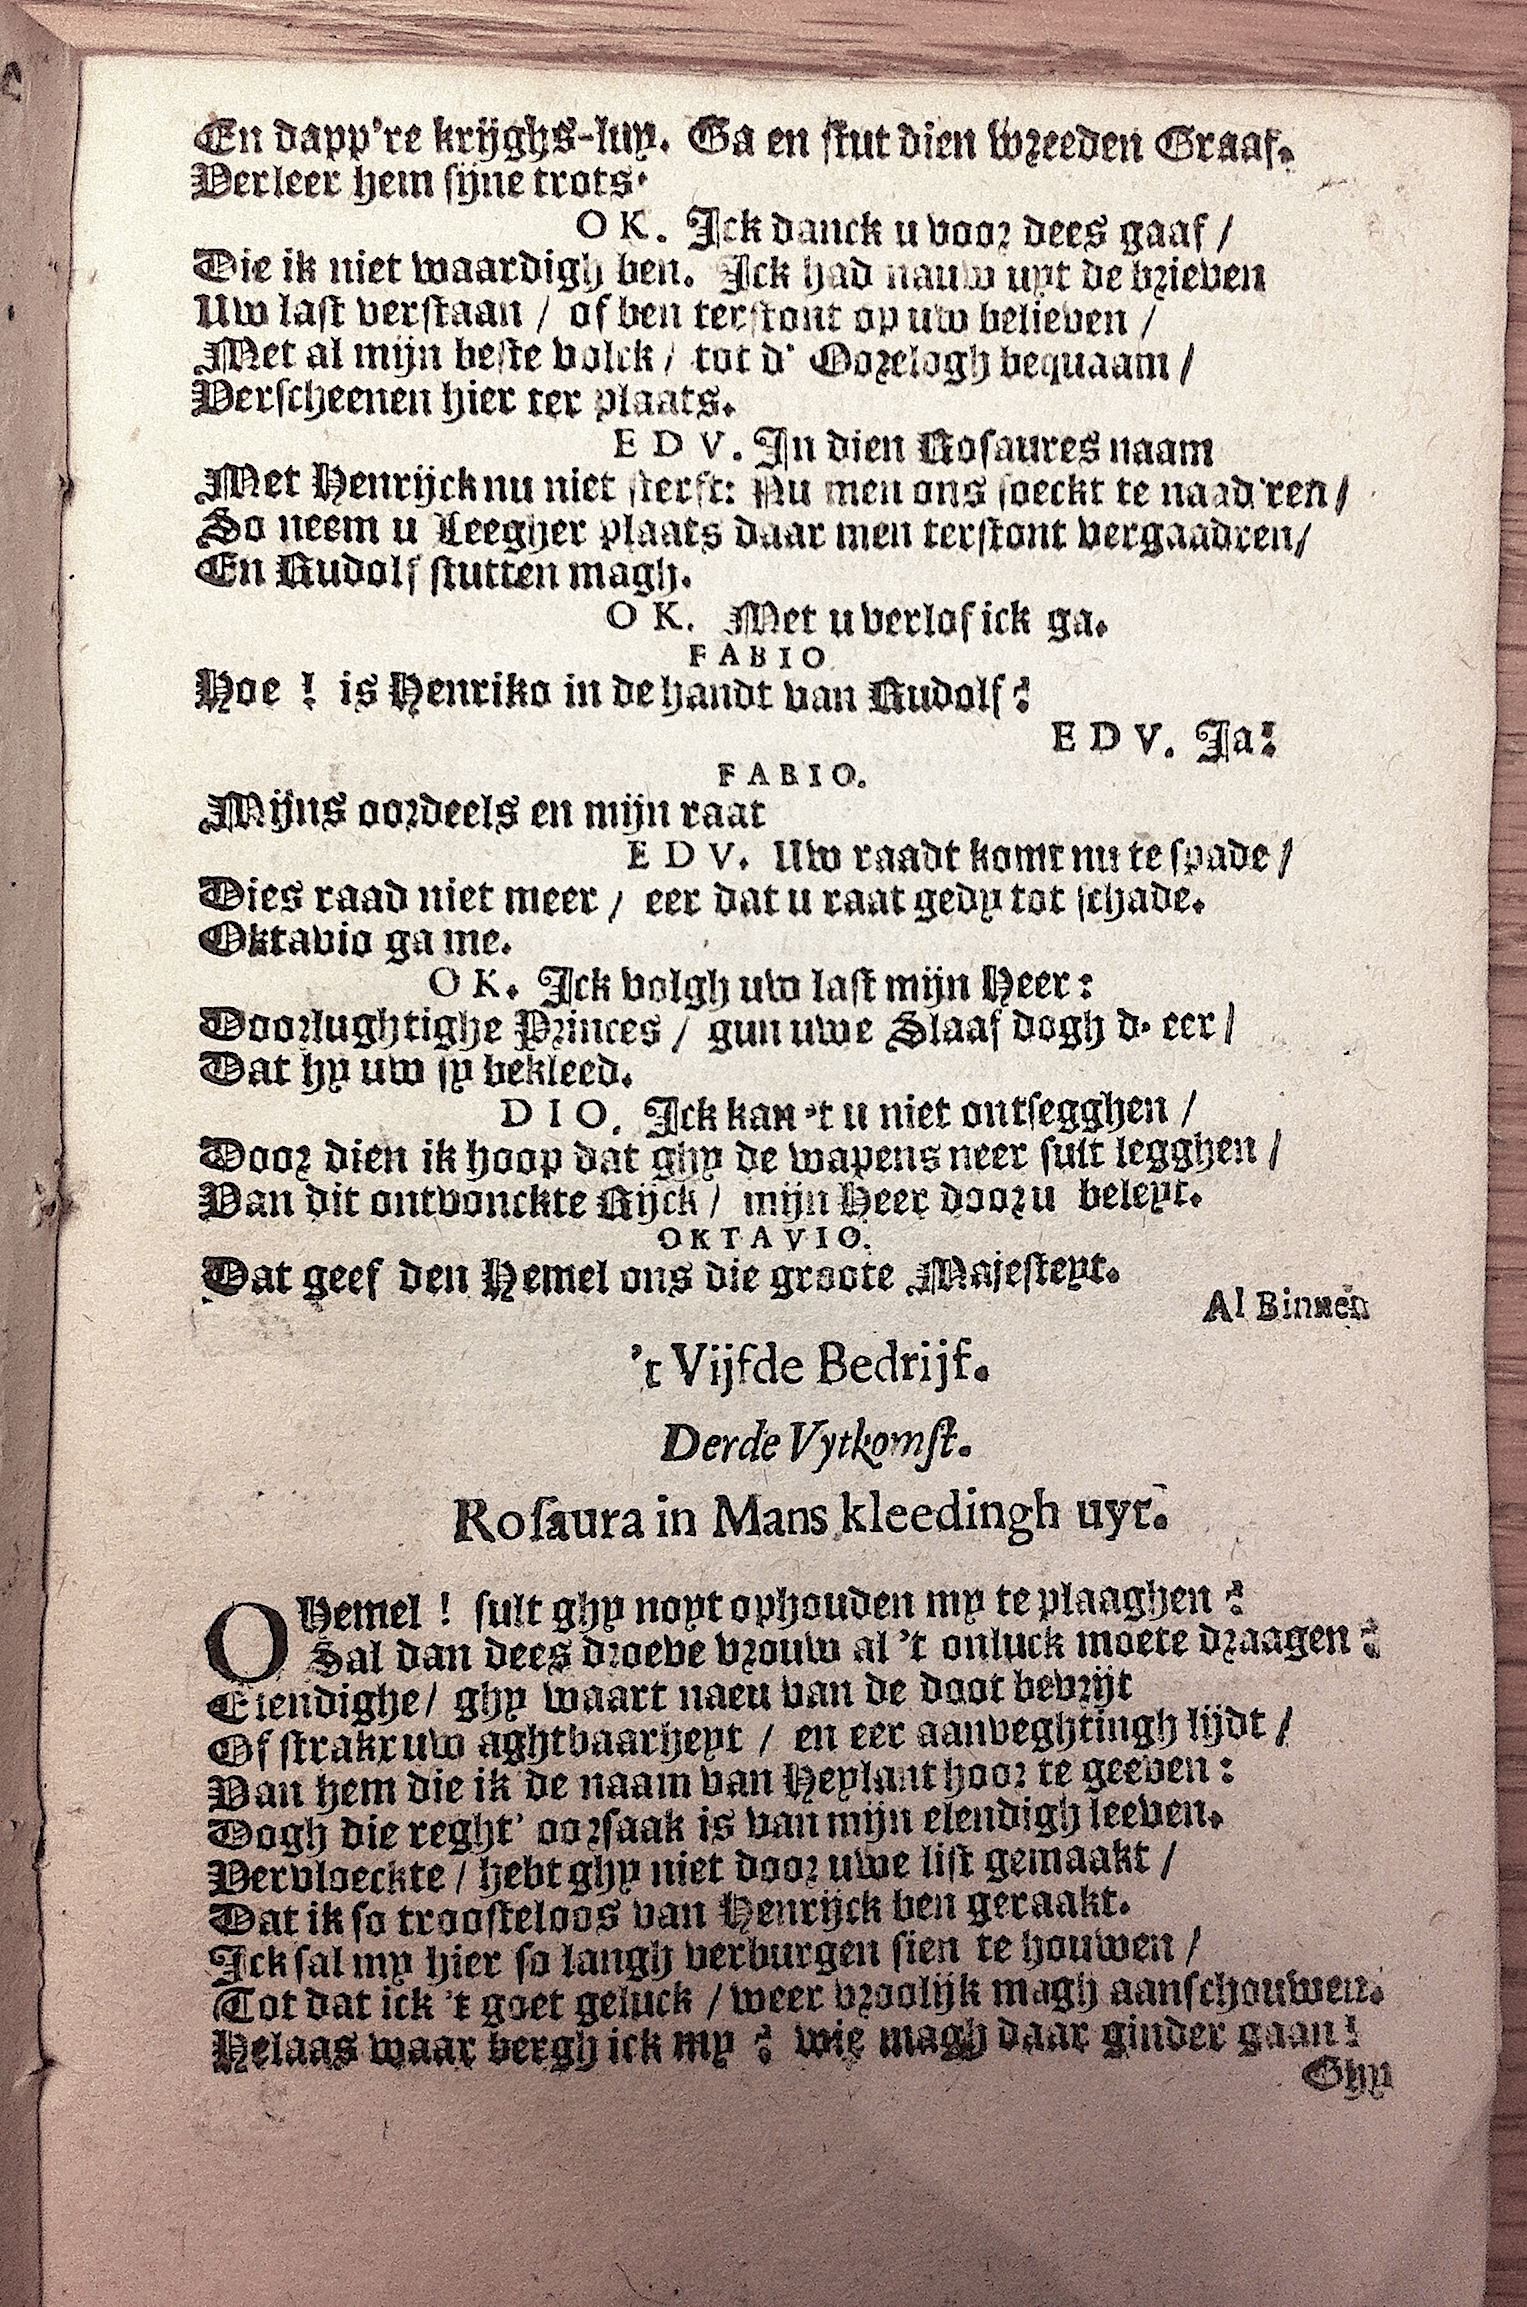 En dapp're krijghs-luy. Ga en stut dien wreeden Graaf.
Verleer hem sijne trots.
OK. Ick danck u voor dees gaaf /
Die ik niet waardigh ben. Ick had nauw uyt de brieven
Uw last verstaan / of ben terstont op uw believen /
Met al mijn beste volck / tot d' Oorelogh bequaam /
Verscheenen hier ter plaats.
EDV. In dien Rosaures naam
Met Henrijck nu niet sterft: Nu men ons soeckt te naad'ren /
So neem u Leegher plaats daar men terstont vergaadren /
En Rudolf stutten magh.
OK. Met u verlof ick ga.
FABIO
Hoe ! is Henriko in de handt van Rudolf ?
EDV. Ja!
FABIO.
Mijns oordeels en mijn raat
EDV. Uw raadt komt nu te spade /
Dies raad niet meer / eer dat u raat gedy tot schade.
Oktavio ga me.
OK. Ick volgh uw last mijn Heer :
Doorlughtighe Princes / gun uwe Slaaf dogh d' eer /
Dat hy uw sy bekleed.
DIO. Ick kan 't u niet ontsegghen /
Door dien ik hoop dat ghy de wapens neer sult legghen /
Van dit ontvonckte Rijck / mijn Heer door u beleyt.
OKTAVIO.
Dat geef den Hemel ons die groote Majesteyt.
Al Binnen
't Vijfde Bedrijf.
Derde Vytkomst.
Rosaura in Mans kleedingh uyt.
O Hemel ! sult ghy noyt ophouden my te plaaghen ?
Sal dan dees droeve vrouw al 't onluck moete draagen ?
Elendighe / ghy waart naeu van de doot bevrijt
Of strakx uw aghtbaarheyt / en eer aanveghtingh lijdt /
Van hem die ik de naam van Heylant hoor te geeven :
Dogh die reght' oorsaak is van mijn elendigh leeven.
Vervloeckte / hebt ghy niet door uwe list gemaakt /
Dat ik so troosteloos van Henrijck ben geraakt.
Ick sal my hier so langh verburgen sien te houwen /
Tot dat ick 't goet geluck / weer vroolijk magh aanschouwen.
Helaas waar bergh ick my ? wie magh daar ginder gaan !
Ghy